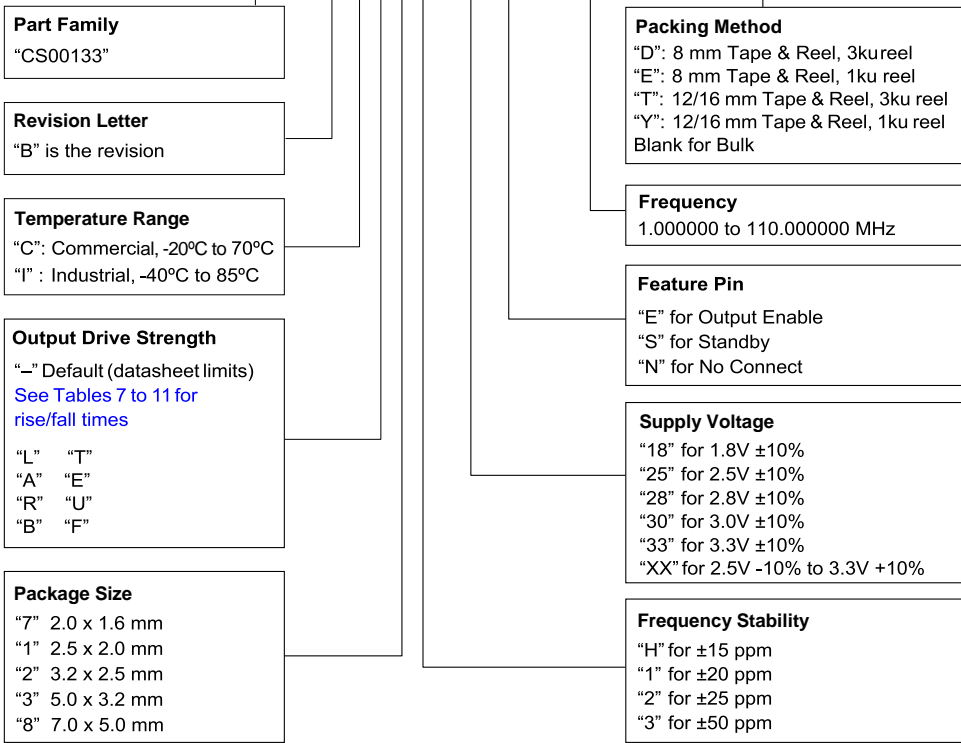 Part Family
“CS00133”
Revision Letter
“B” is the revision
Temperature Range
“C”: Commercial, -20ºC to 70ºC
“I” : Industrial, -40ºC to 85ºC
Output Drive Strength
“–” Default (datasheet limits)
See Tables 7 to 11 for
rise/fall times
“L” “T”
“A” “E”
“R” “U”
“B” “F”
Package Size
“7” 2.0 x 1.6 mm
“1” 2.5 x 2.0 mm
“2” 3.2 x 2.5 mm
“3” 5.0 x 3.2 mm
“8” 7.0 x 5.0 mm
Packing Method
“D”: 8 mm Tape & Reel, 3ku reel
“E”: 8 mm Tape & Reel, 1ku reel
“T”: 12/16 mm Tape & Reel, 3ku reel
“Y”: 12/16 mm Tape & Reel, 1ku reel
Blank for Bulk
Frequency
1.000000 to 110.000000 MHz
Feature Pin
“E” for Output Enable
“S” for Standby
“N” for No Connect
Supply Voltage
“18” for 1.8V ±10%
“25” for 2.5V ±10%
“28” for 2.8V ±10%
“30” for 3.0V ±10%
“33” for 3.3V ±10%
“XX” for 2.5V -10% to 3.3V +10%
Frequency Stability
“H” for ±15 ppm
“1” for ±20 ppm
“2” for ±25 ppm
“3” for ±50 ppm